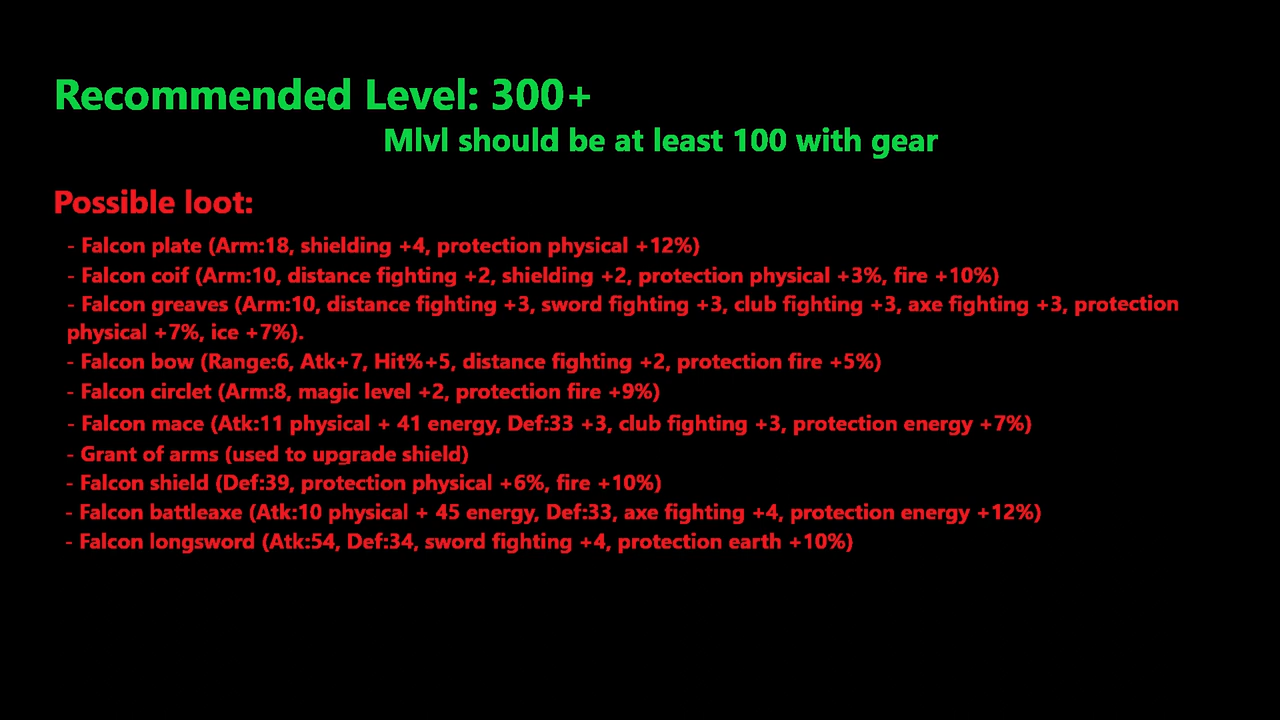 Recommended Level: 300+
Mlvl should be at least 100 with gear
Possible loot:
- Falcon plate (Arm:18, shielding +4, protection physical +12%)
- Falcon coif (Arm:10, distance fighting +2, shielding +2, protection physical +3%, fire +10%)
- Falcon greaves (Arm:10, distance fighting +3, sword fighting +3, club fighting +3, axe fighting +3, protection
physical +7%, ice +7%).
- Falcon bow (Range:6, Atk+7, Hit%+5, distance fighting +2, protection fire +5%)
- Falcon circlet (Arm:8, magic level +2, protection fire +9%)
- Falcon mace (Atk:11 physical + 41 energy, Def:33 +3, club fighting +3, protection energy +7%)
- Grant of arms (used to upgrade shield)
- Falcon shield (Def:39, protection physical +6%, fire +10%)
- Falcon battleaxe (Atk:10 physical + 45 energy, Def:33, axe fighting +4, protection energy +12%)
- Falcon longsword (Atk:54, Def:34, sword fighting +4, protection earth +10%)